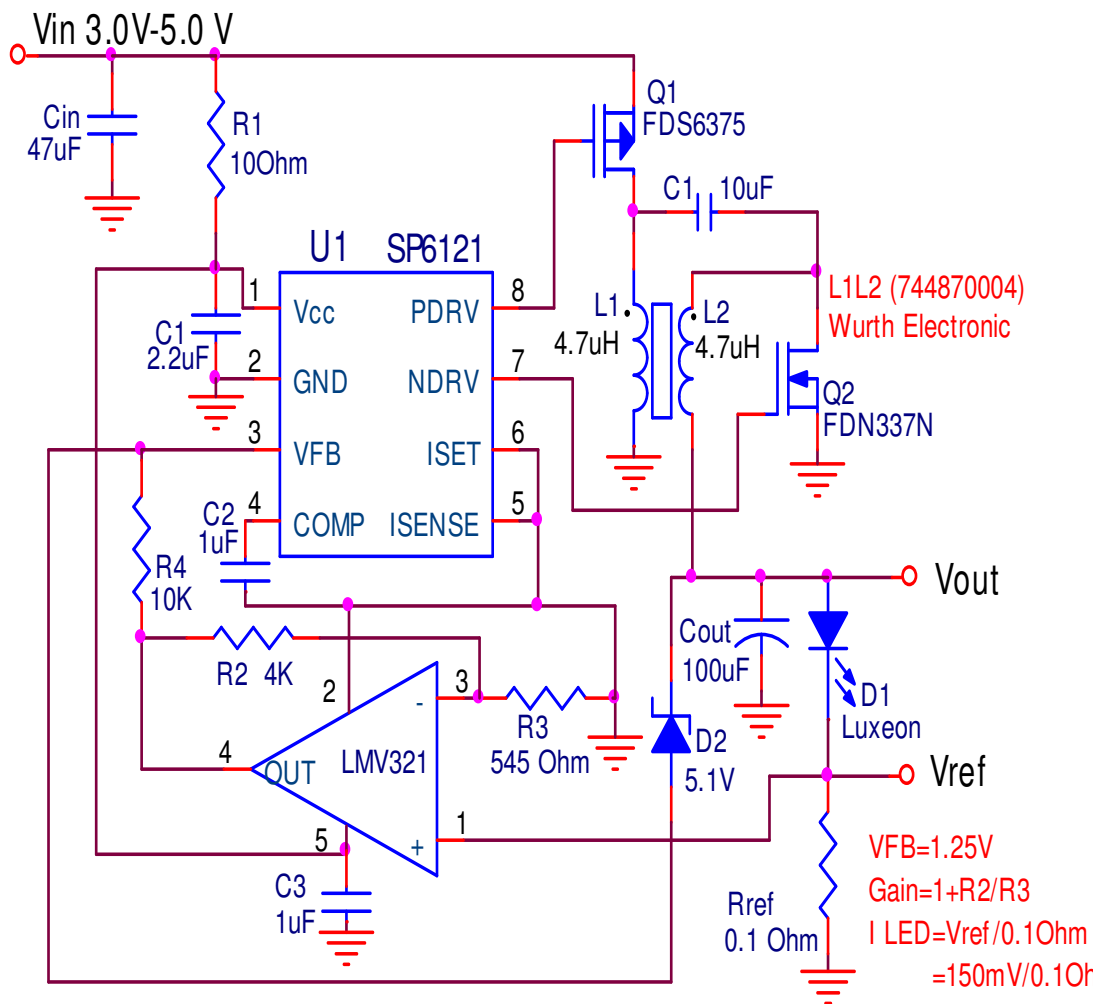 Vin 3.0V-5.0 V
Cin
47uF
R1
10Ohm
Q1
FDS6375
C1 10uF
U1 SP6121
1
Vcc
PDRV
8
C1
2.2uF
2
GND
NDRV
7
3
VFB
ISET
6
4
COMP
ISENSE
5
L1
4.7uH
L2
4.7uH
L1L2 (744870004)
Wurth Electronic
Q2
FDN337N
C2
1uF
R4
10K
R2 4K
2
3
-
R3
545 Ohm
LMV321
4
OUT
5
+
1
C3
1uF
Vout
Cout
100uF
D1
Luxeon
D2
5.1V
Vref
Rref
0.1 Ohm
VFB=1.25V
Gain=1+R2/R3
I LED=Vref/0.1Ohm
=150mV/0.1Oh